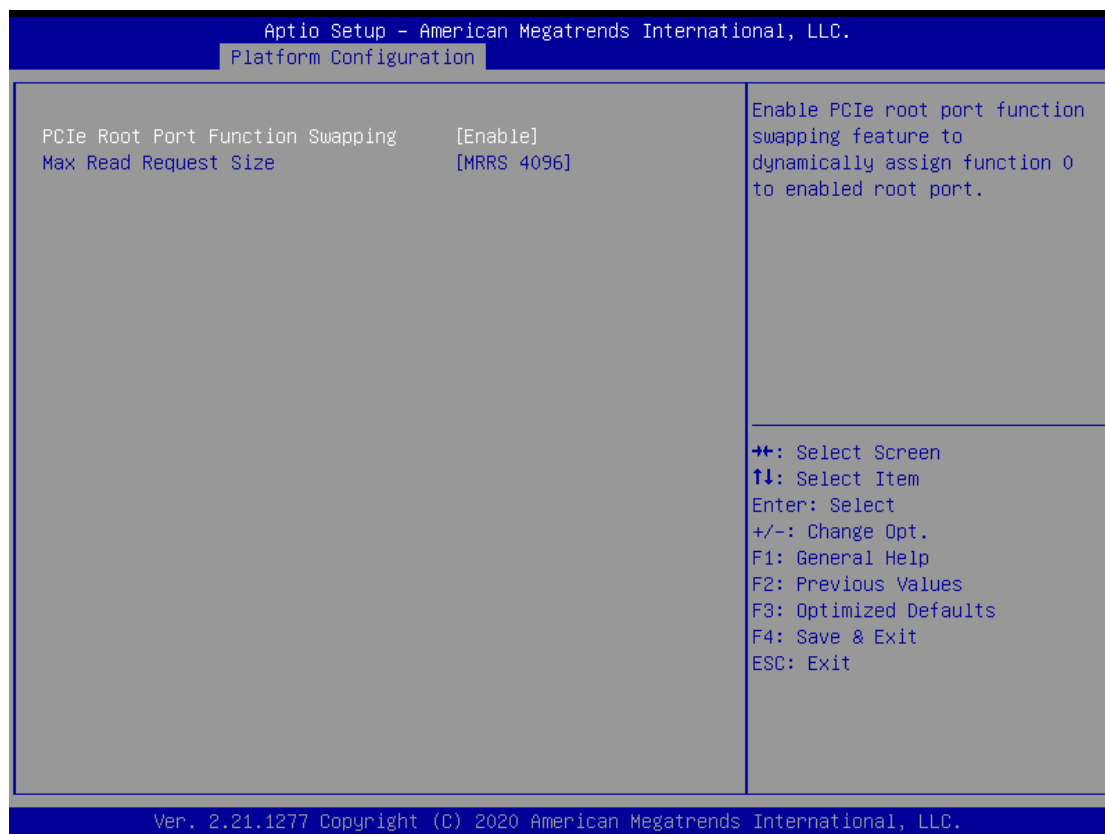 Aptio Setup – American Megatrends International, LLC.
Platform Configuration
PCIe Root Port Function Swapping [Enable]
Max Read Request Size [MRRS 4096]
Enable PCIe root port function
swapping feature to
dynamically assign function 0
to enabled root port.
→←: Select Screen
↑↓: Select Item
Enter: Select
+/-: Change Opt.
F1: General Help
F2: Previous Values
F3: Optimized Defaults
F4: Save & Exit
ESC: Exit
Ver. 2.21.1277 Copyright (C) 2020 American Megatrends International, LLC.